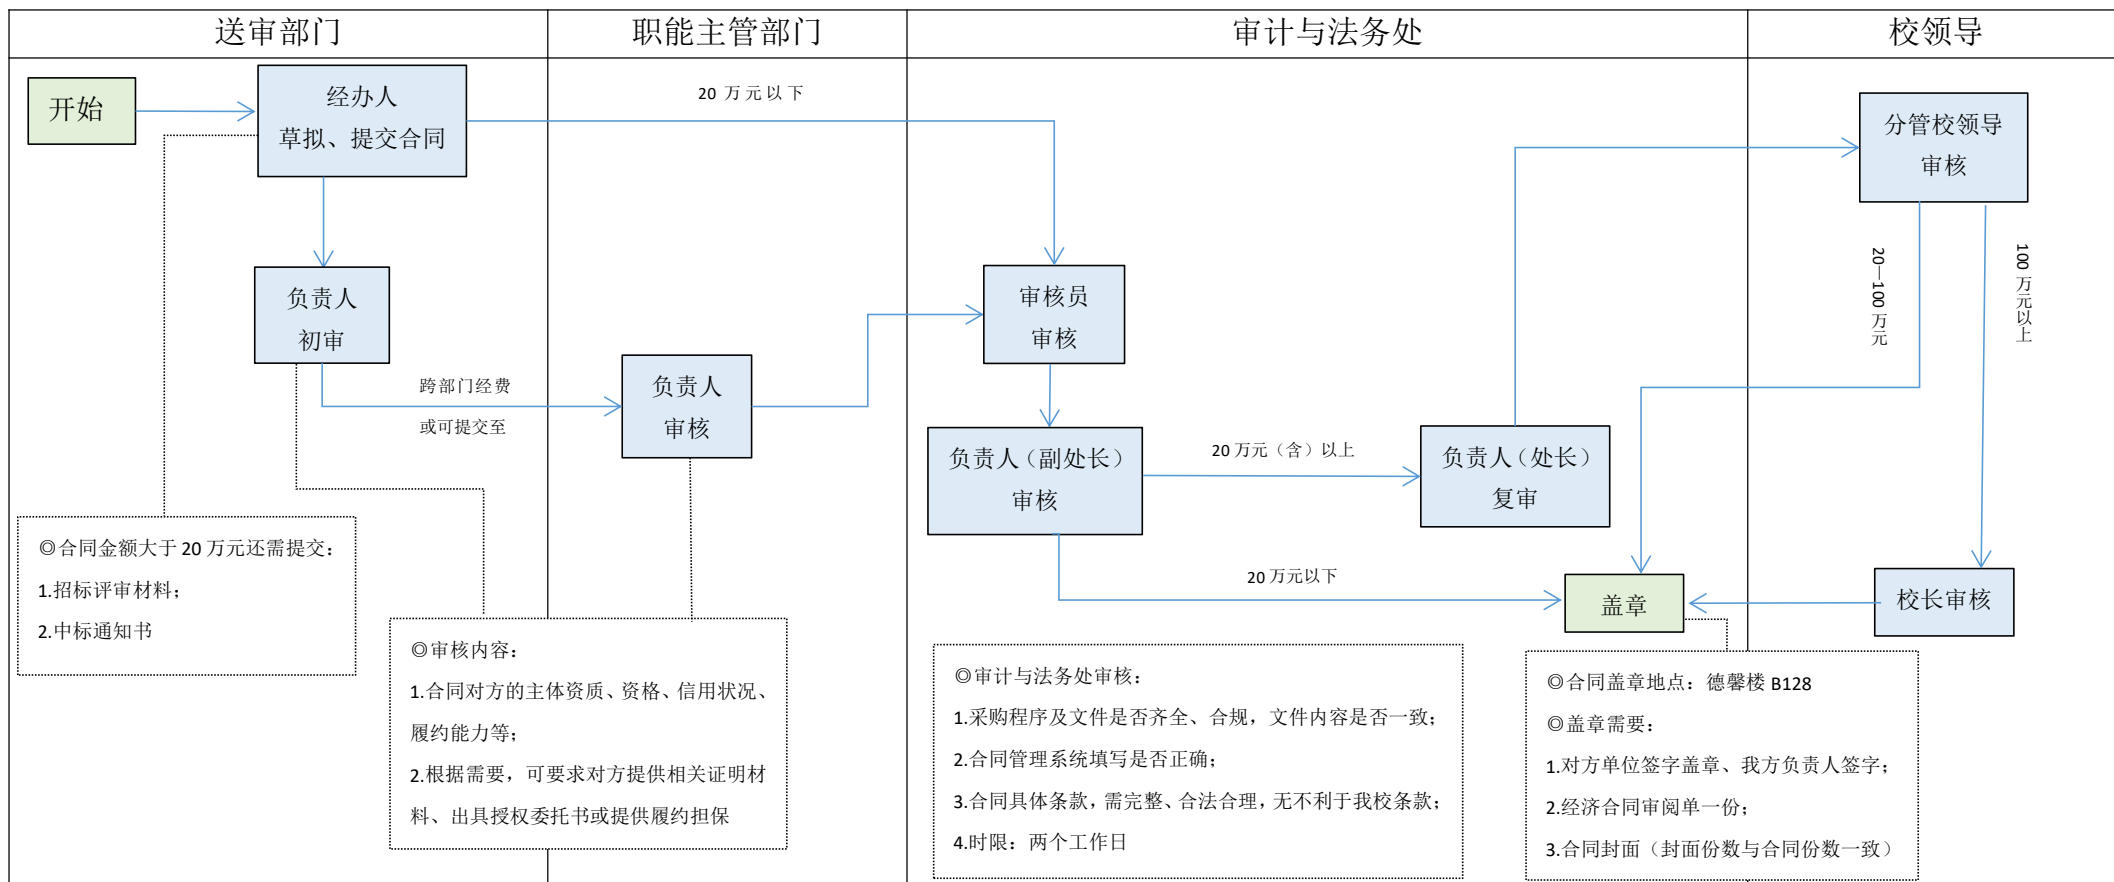 送审部门
职能主管部门
审计与法务处
校领导
开始
经办人
草拟、提交合同
20 万元以下
分管校领导
审核
负责人
初审
审核员
审核
20—100 万元
100 万元以上
跨部门经费
或可提交至
负责人
审核
负责人（副处长）
审核
20 万元（含）以上
负责人（处长）
复审
20 万元以下
盖章
校长审核
◎合同金额大于 20 万元还需提交：
1.招标评审材料；
2.中标通知书
◎审核内容：
1.合同对方的主体资质、资格、信用状况、
履约能力等；
2.根据需要，可要求对方提供相关证明材
料、出具授权委托书或提供履约担保
◎审计与法务处审核：
1.采购程序及文件是否齐全、合规，文件内容是否一致；
2.合同管理系统填写是否正确；
3.合同具体条款，需完整、合法合理，无不利于我校条款；
4.时限：两个工作日
◎合同盖章地点：德馨楼 B128
◎盖章需要：
1.对方单位签字盖章、我方负责人签字；
2.经济合同审阅单一份；
3.合同封面（封面份数与合同份数一致）